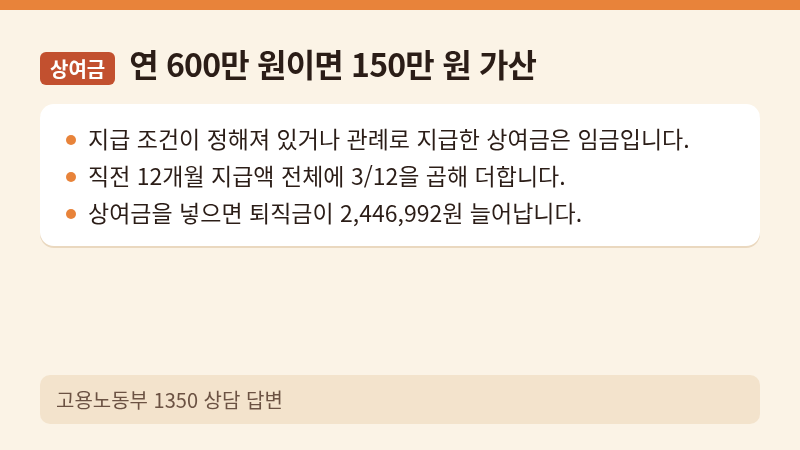 상여금 연 600만 원이면 150만 원 가산
지급 조건이 정해져 있거나 관례로 지급한 상여금은 임금입니다.
직전 12개월 지급액 전체에 3/12을 곱해 더합니다.
상여금을 넣으면 퇴직금이 2,446,992원 늘어납니다.
고용노동부 1350 상담 답변